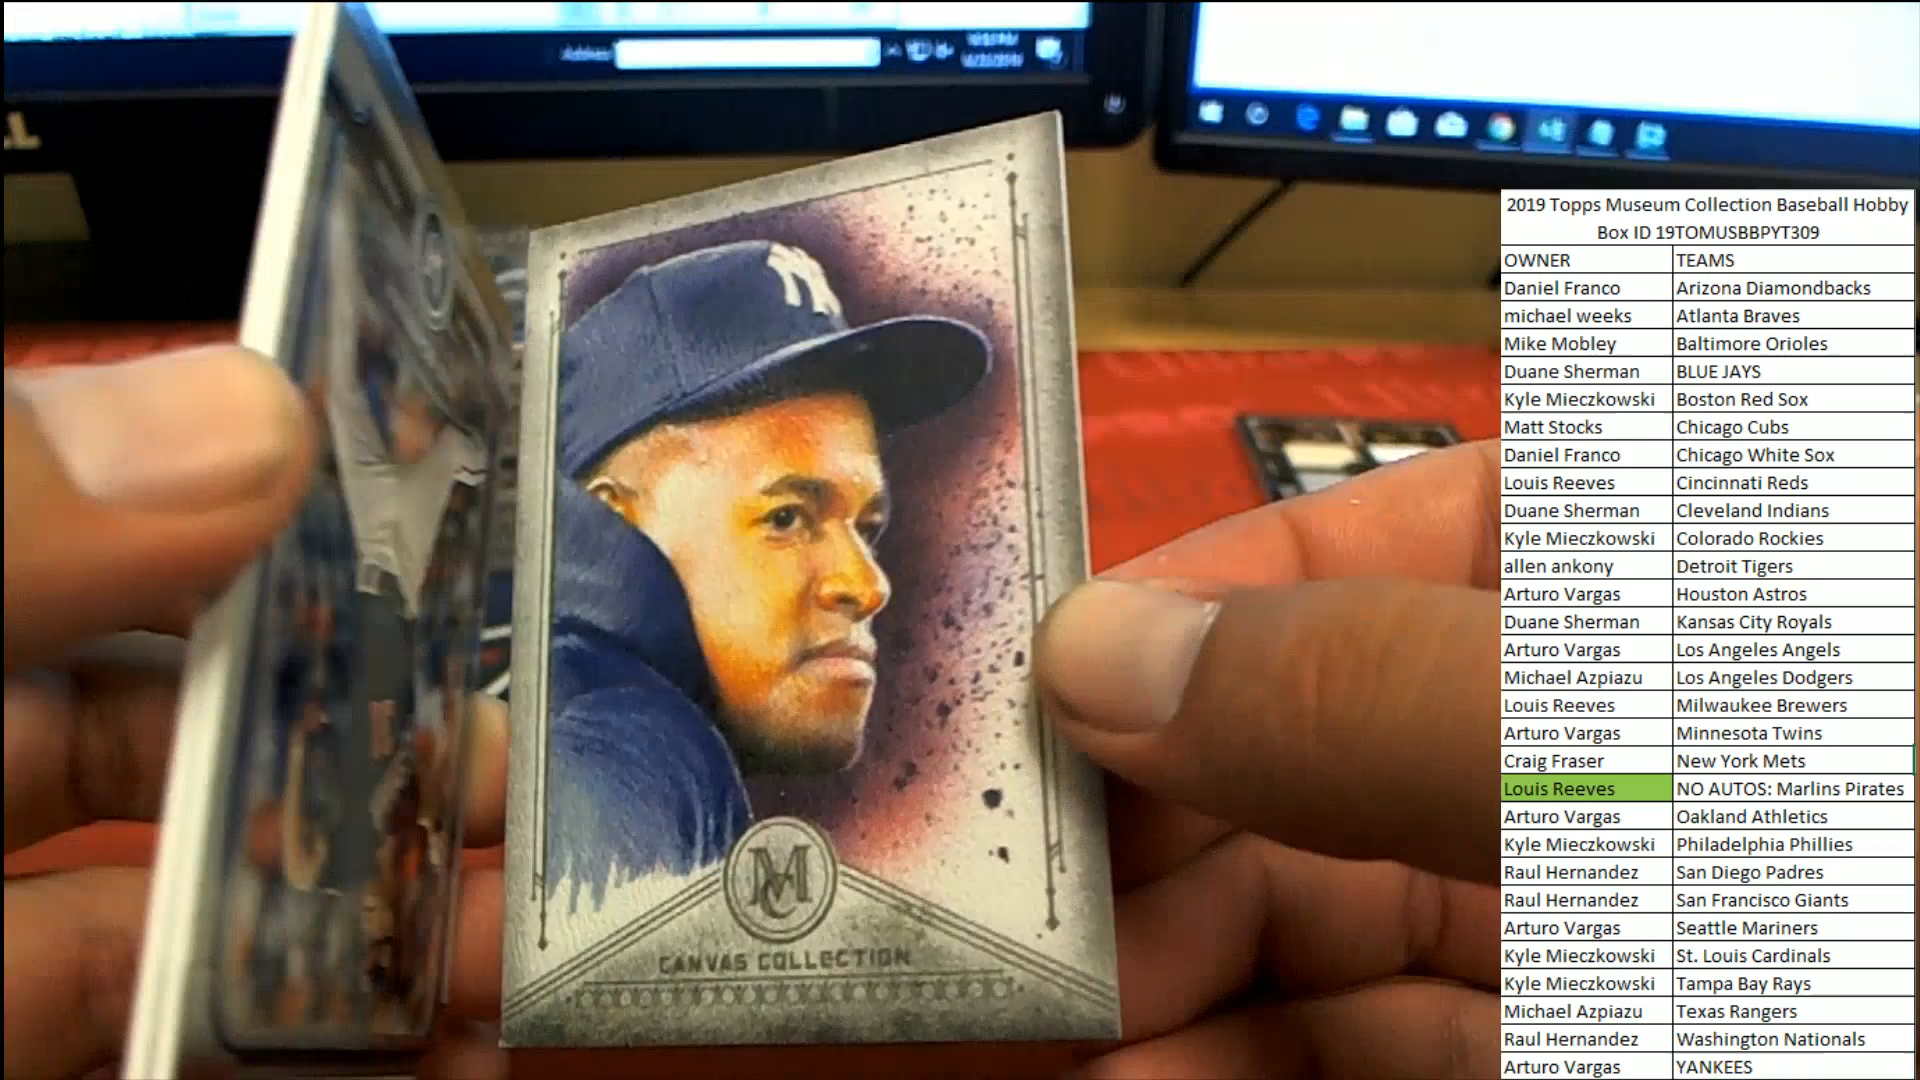 Address
NY
MC
CANVAS COLLECTION
2019 Topps Museum Collection Baseball Hobby
Box ID 19TOMUSBBPYT309
OWNER TEAMS
Daniel Franco Arizona Diamondbacks
michael weeks Atlanta Braves
Mike Mobley Baltimore Orioles
Duane Sherman BLUE JAYS
Kyle Mieczkowski Boston Red Sox
Matt Stocks Chicago Cubs
Daniel Franco Chicago White Sox
Louis Reeves Cincinnati Reds
Duane Sherman Cleveland Indians
Kyle Mieczkowski Colorado Rockies
allen ankony Detroit Tigers
Arturo Vargas Houston Astros
Duane Sherman Kansas City Royals
Arturo Vargas Los Angeles Angels
Michael Azpiazu Los Angeles Dodgers
Louis Reeves Milwaukee Brewers
Arturo Vargas Minnesota Twins
Craig Fraser New York Mets
Louis Reeves NO AUTOS: Marlins Pirates
Arturo Vargas Oakland Athletics
Kyle Mieczkowski Philadelphia Phillies
Raul Hernandez San Diego Padres
Raul Hernandez San Francisco Giants
Arturo Vargas Seattle Mariners
Kyle Mieczkowski St. Louis Cardinals
Kyle Mieczkowski Tampa Bay Rays
Michael Azpiazu Texas Rangers
Raul Hernandez Washington Nationals
Arturo Vargas YANKEES